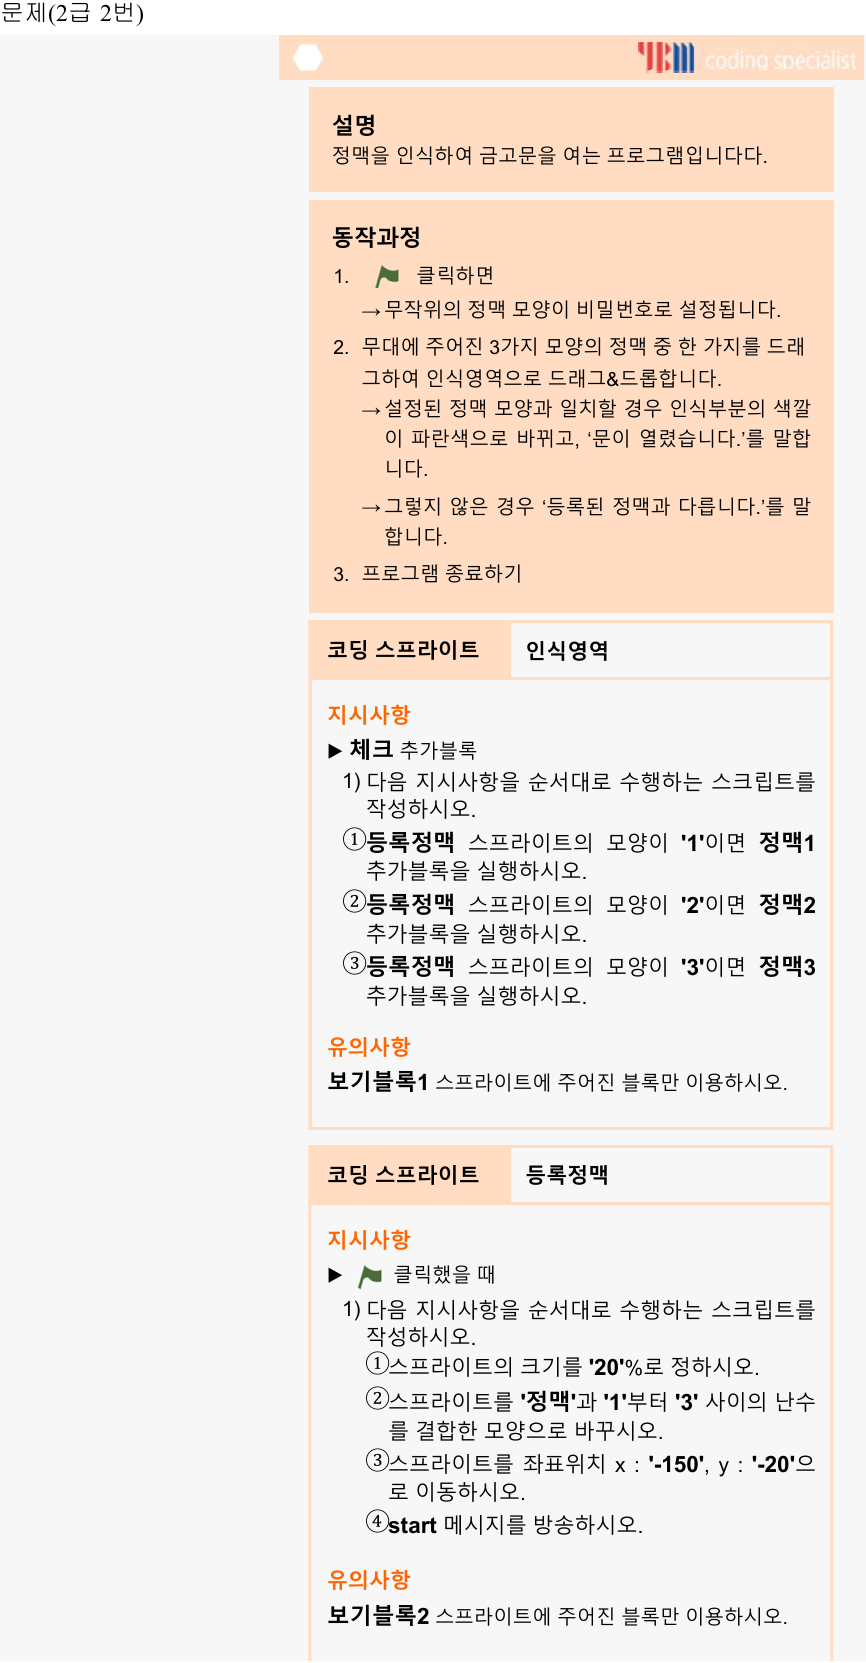 문제(2급 2번)
YBM coding specialist
설명
정맥을 인식하여 금고문을 여는 프로그램입니다다.
동작과정
1. 클릭하면
→무작위의 정맥 모양이 비밀번호로 설정됩니다.
2. 무대에 주어진 3가지 모양의 정맥 중 한 가지를 드래
그하여 인식영역으로 드래그&드롭합니다.
→설정된 정맥 모양과 일치할 경우 인식부분의 색깔
이 파란색으로 바뀌고, ‘문이 열렸습니다.’를 말합
니다.
→그렇지 않은 경우 ‘등록된 정맥과 다릅니다.’를 말
합니다.
3. 프로그램 종료하기
코딩 스프라이트 인식영역
지시사항
▶ 체크 추가블록
1) 다음 지시사항을 순서대로 수행하는 스크립트를
작성하시오.
①등록정맥 스프라이트의 모양이 '1'이면 정맥1
추가블록을 실행하시오.
②등록정맥 스프라이트의 모양이 '2'이면 정맥2
추가블록을 실행하시오.
③등록정맥 스프라이트의 모양이 '3'이면 정맥3
추가블록을 실행하시오.
유의사항
보기블록1 스프라이트에 주어진 블록만 이용하시오.
코딩 스프라이트 등록정맥
지시사항
▶ 클릭했을 때
1) 다음 지시사항을 순서대로 수행하는 스크립트를
작성하시오.
①스프라이트의 크기를 '20'%로 정하시오.
②스프라이트를 '정맥'과 '1'부터 '3' 사이의 난수
를 결합한 모양으로 바꾸시오.
③스프라이트를 좌표위치 x : '-150', y : '-20'으
로 이동하시오.
④start 메시지를 방송하시오.
유의사항
보기블록2 스프라이트에 주어진 블록만 이용하시오.